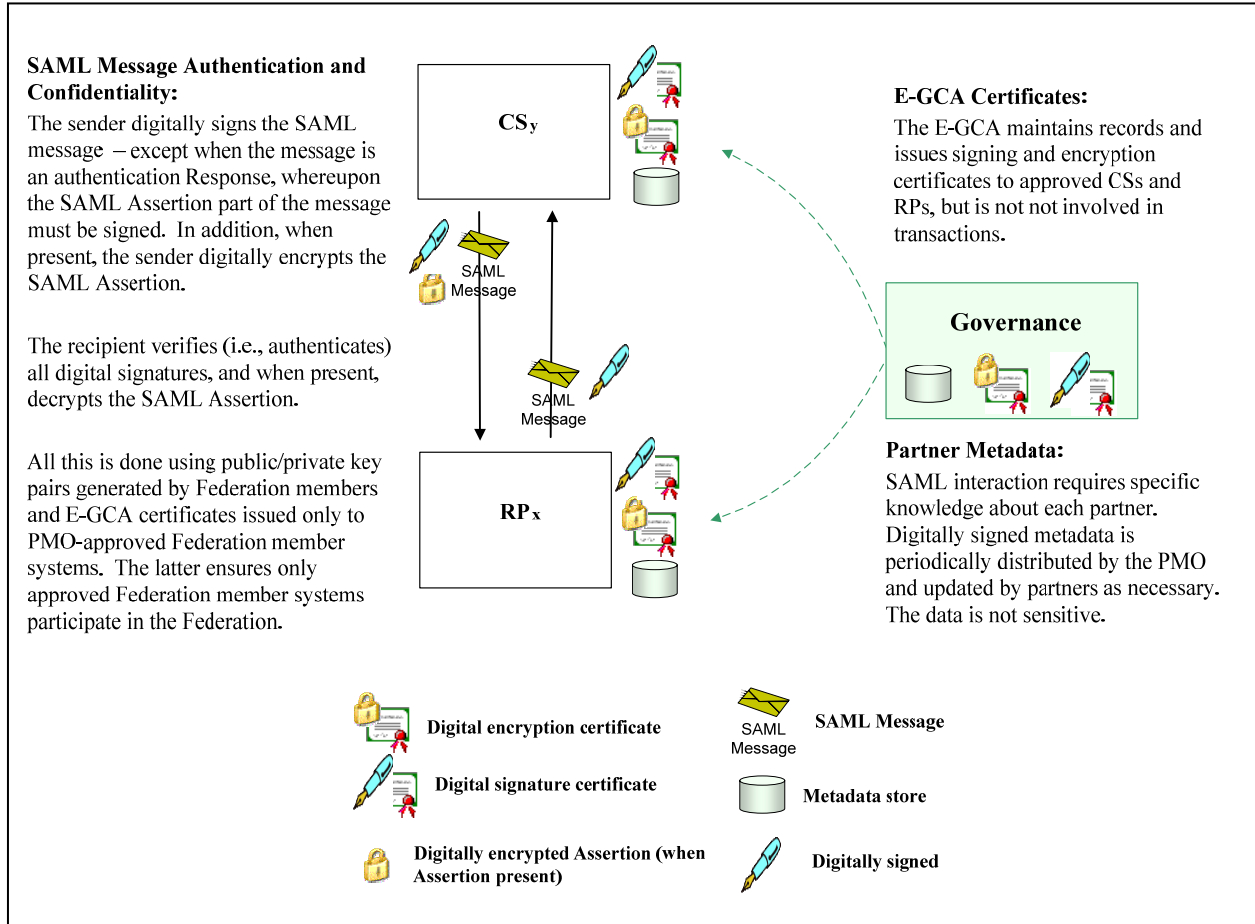 SAML Message Authentication and
Confidentiality:
The sender digitally signs the SAML
message – except when the message is
an authentication Response, whereupon
the SAML Assertion part of the message
must be signed. In addition, when
present, the sender digitally encrypts the
SAML Assertion.
The recipient verifies (i.e., authenticates)
all digital signatures, and when present,
decrypts the SAML Assertion.
All this is done using public/private key
pairs generated by Federation members
and E-GCA certificates issued only to
PMO-approved Federation member
systems. The latter ensures only
approved Federation member systems
participate in the Federation.
CSy
SAML
Message
SAML
Message
RPx
E-GCA Certificates:
The E-GCA maintains records and
issues signing and encryption
certificates to approved CSs and
RPs, but is not not involved in
transactions.
Governance
Partner Metadata:
SAML interaction requires specific
knowledge about each partner.
Digitally signed metadata is
periodically distributed by the PMO
and updated by partners as necessary.
The data is not sensitive.
Digital encryption certificate
Digital signature certificate
Digitally encrypted Assertion (when
Assertion present)
SAML
Message
SAML Message
Metadata store
Digitally signed